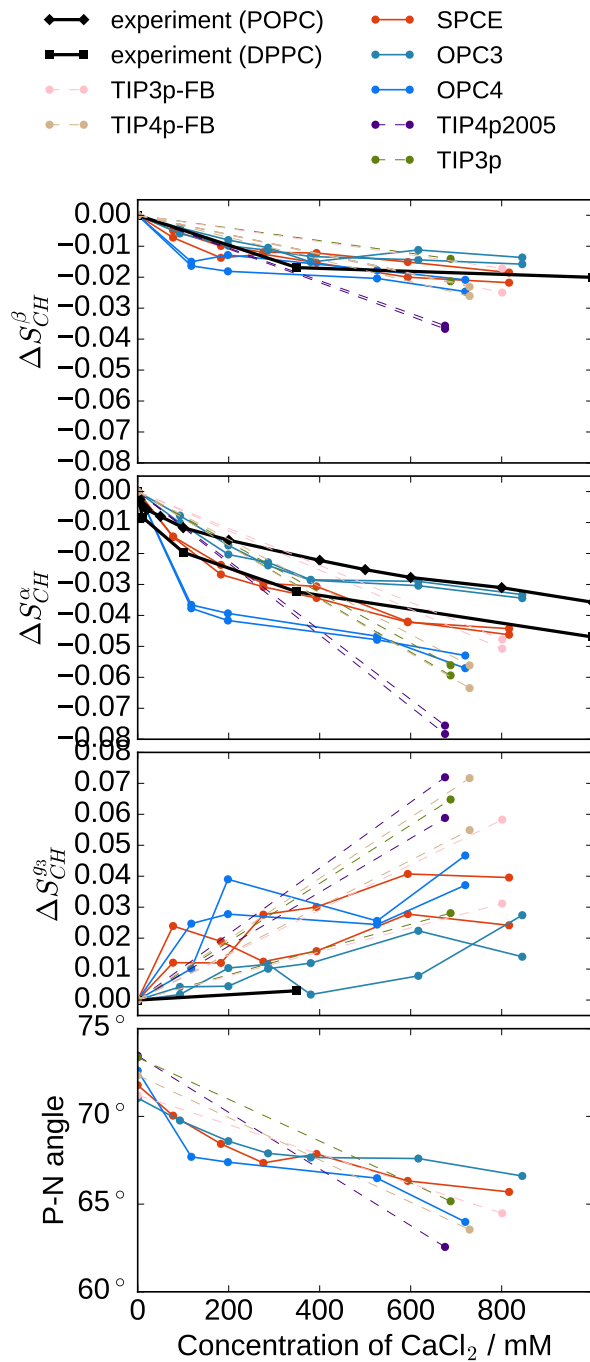 experiment (POPC)
experiment (DPPC)
TIP3p-FB
TIP4p-FB
SPCE
OPC3
OPC4
TIP4p2005
TIP3p
0.00
−0.01
−0.02
−0.03
−0.04
−0.05
−0.06
−0.07
−0.08
ΔS^β_CH
0.00
−0.01
−0.02
−0.03
−0.04
−0.05
−0.06
−0.07
−0.08
ΔS^α_CH
0.08
0.07
0.06
0.05
0.04
0.03
0.02
0.01
0.00
ΔS^g₃_CH
75°
70°
65°
60°
P-N angle
0 200 400 600 800
Concentration of CaCl₂ / mM